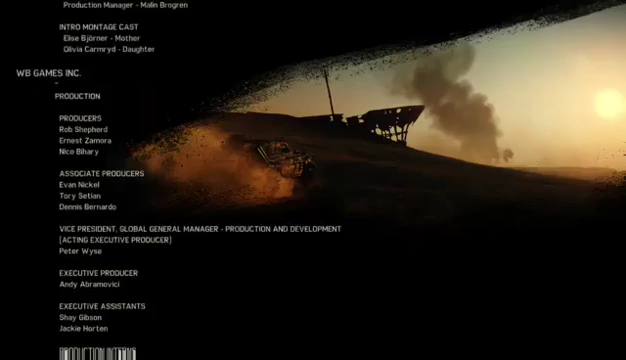 Production Manager - Malin Brogren
INTRO MONTAGE CAST
Elise Björner - Mother
Olivia Carmryd - Daughter
WB GAMES INC.
PRODUCTION
PRODUCERS
Rob Shepherd
Ernest Zamora
Nico Bihary
ASSOCIATE PRODUCERS
Evan Nickel
Tory Setian
Dennis Bernardo
VICE PRESIDENT, GLOBAL GENERAL MANAGER - PRODUCTION AND DEVELOPMENT
(ACTING EXECUTIVE PRODUCER)
Peter Wyse
EXECUTIVE PRODUCER
Andy Abramovici
EXECUTIVE ASSISTANTS
Shay Gibson
Jackie Horten
PRODUCTION INTERNS